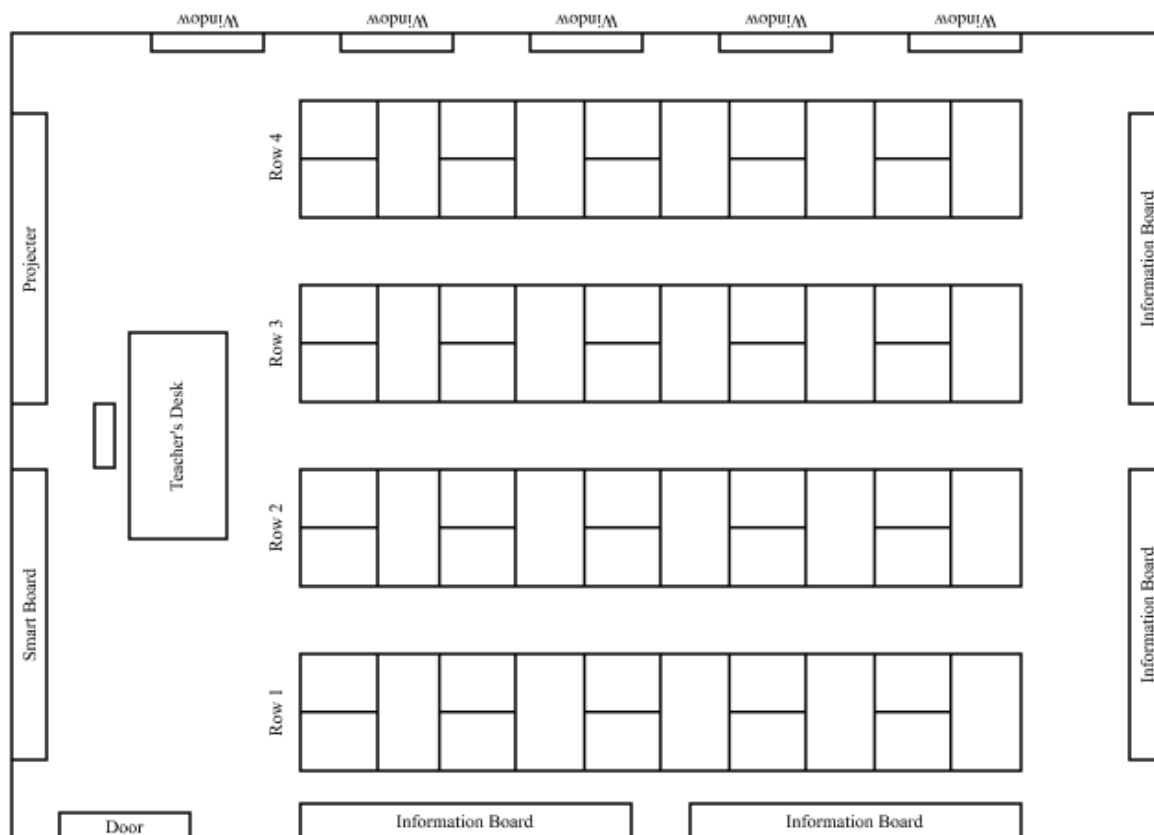 Window
Window
Window
Window
Window
Row 4
Projecter
Information Board
Row 3
Teacher's Desk
Row 2
Smart Board
Information Board
Row 1
Door
Information Board
Information Board